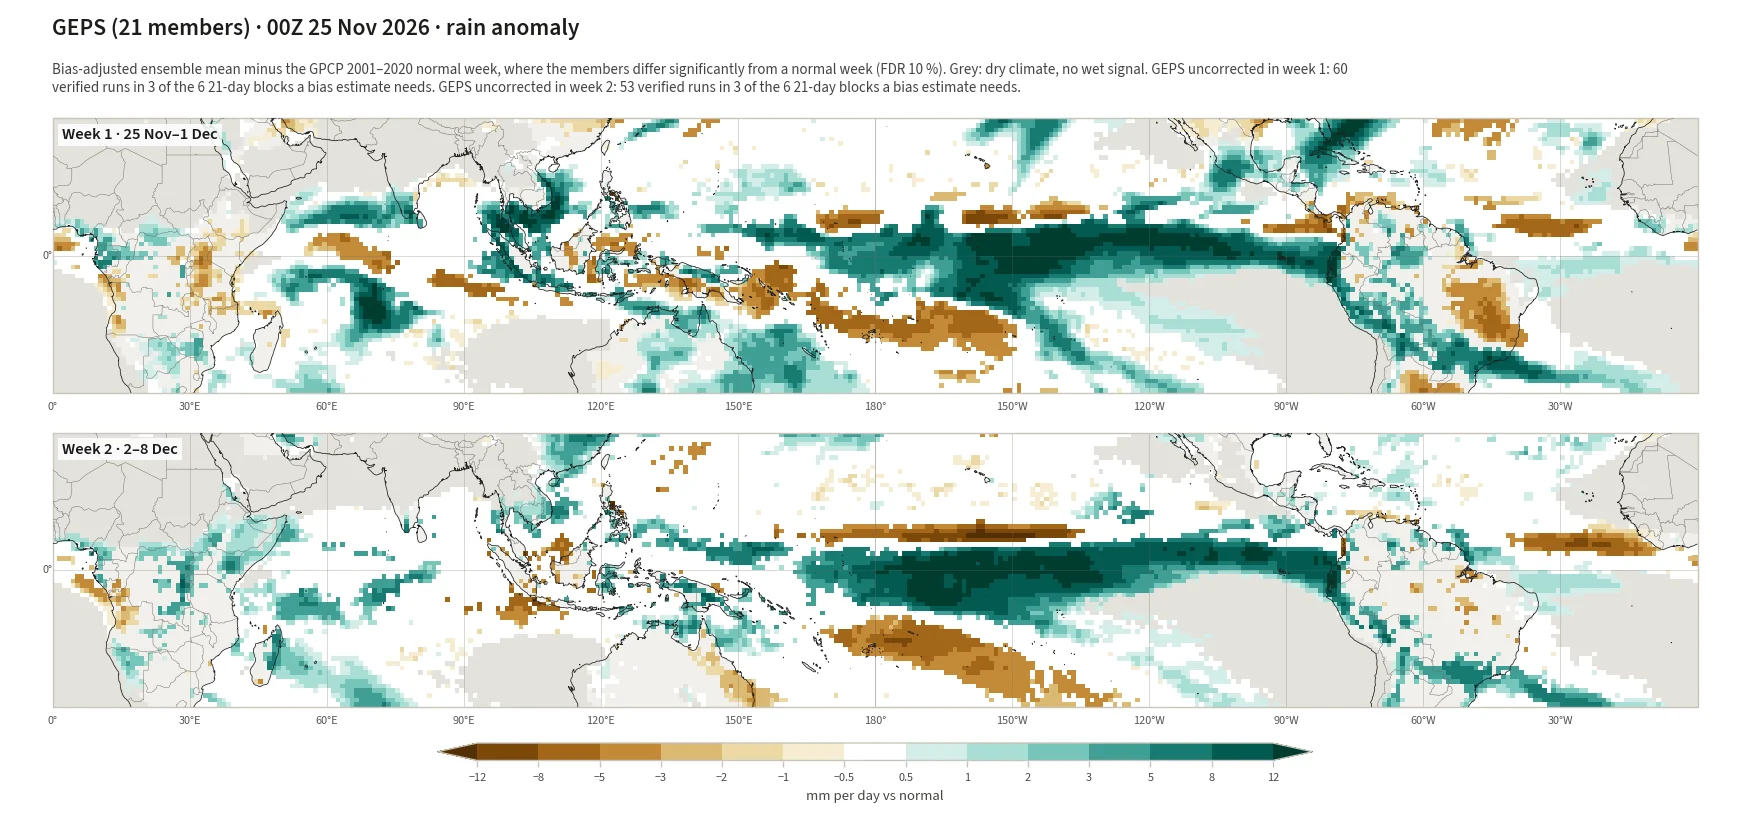 GEPS (21 members) · 00Z 25 Nov 2026 · rain anomaly
Bias-adjusted ensemble mean minus the GPCP 2001–2020 normal week, where the members differ significantly from a normal week (FDR 10 %). Grey: dry climate, no wet signal. GEPS uncorrected in week 1: 60
verified runs in 3 of the 6 21-day blocks a bias estimate needs. GEPS uncorrected in week 2: 53 verified runs in 3 of the 6 21-day blocks a bias estimate needs.
Week 1 · 25 Nov–1 Dec
0°
0° 30°E 60°E 90°E 120°E 150°E 180° 150°W 120°W 90°W 60°W 30°W
Week 2 · 2–8 Dec
0°
0° 30°E 60°E 90°E 120°E 150°E 180° 150°W 120°W 90°W 60°W 30°W
−12 −8 −5 −3 −2 −1 −0.5 0.5 1 2 3 5 8 12
mm per day vs normal